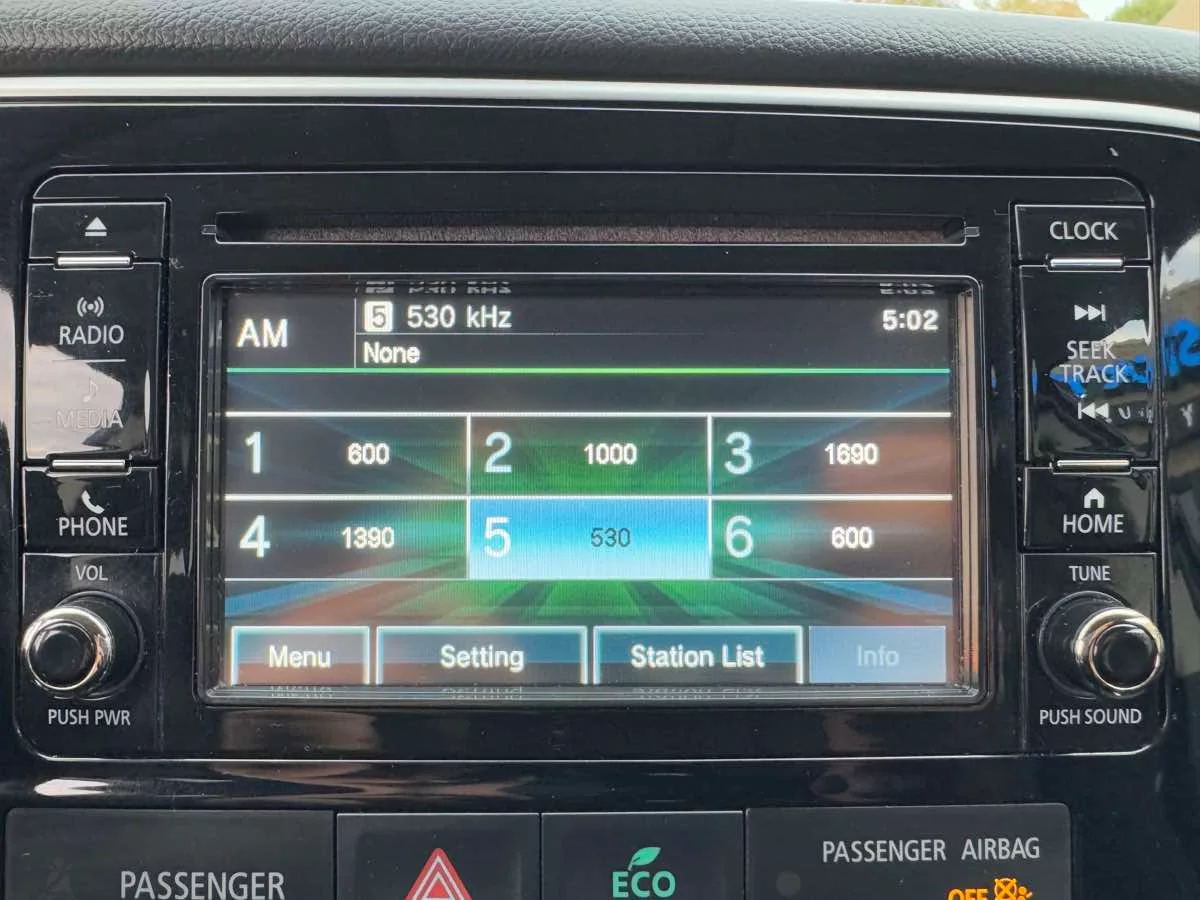 CLOCK
RADIO
MEDIA
PHONE
VOL
PUSH PWR
AM
5 530 kHz
5:02
None
1 600
2 1000
3 1690
4 1390
5 530
6 600
Menu
Setting
Station List
Info
SEEK
TRACK
HOME
TUNE
PUSH SOUND
PASSENGER
ECO
PASSENGER AIRBAG
OFF